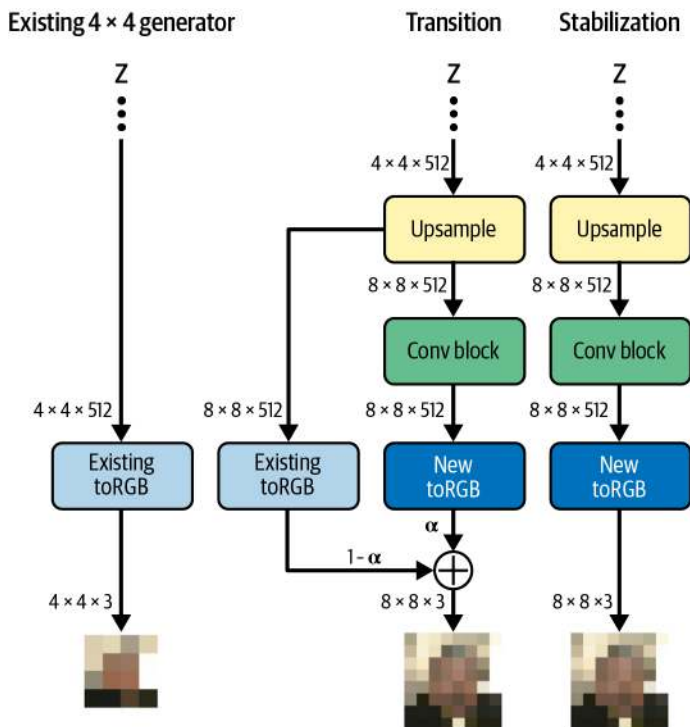 Existing 4 × 4 generator
Z
4 × 4 × 512
Existing
toRGB
4 × 4 × 3
Transition
Z
4 × 4 × 512
Upsample
8 × 8 × 512
Conv block
8 × 8 × 512
8 × 8 × 512
Existing
toRGB
New
toRGB
α
1 - α
8 × 8 × 3
Stabilization
Z
4 × 4 × 512
Upsample
8 × 8 × 512
Conv block
8 × 8 × 512
New
toRGB
8 × 8 ×3